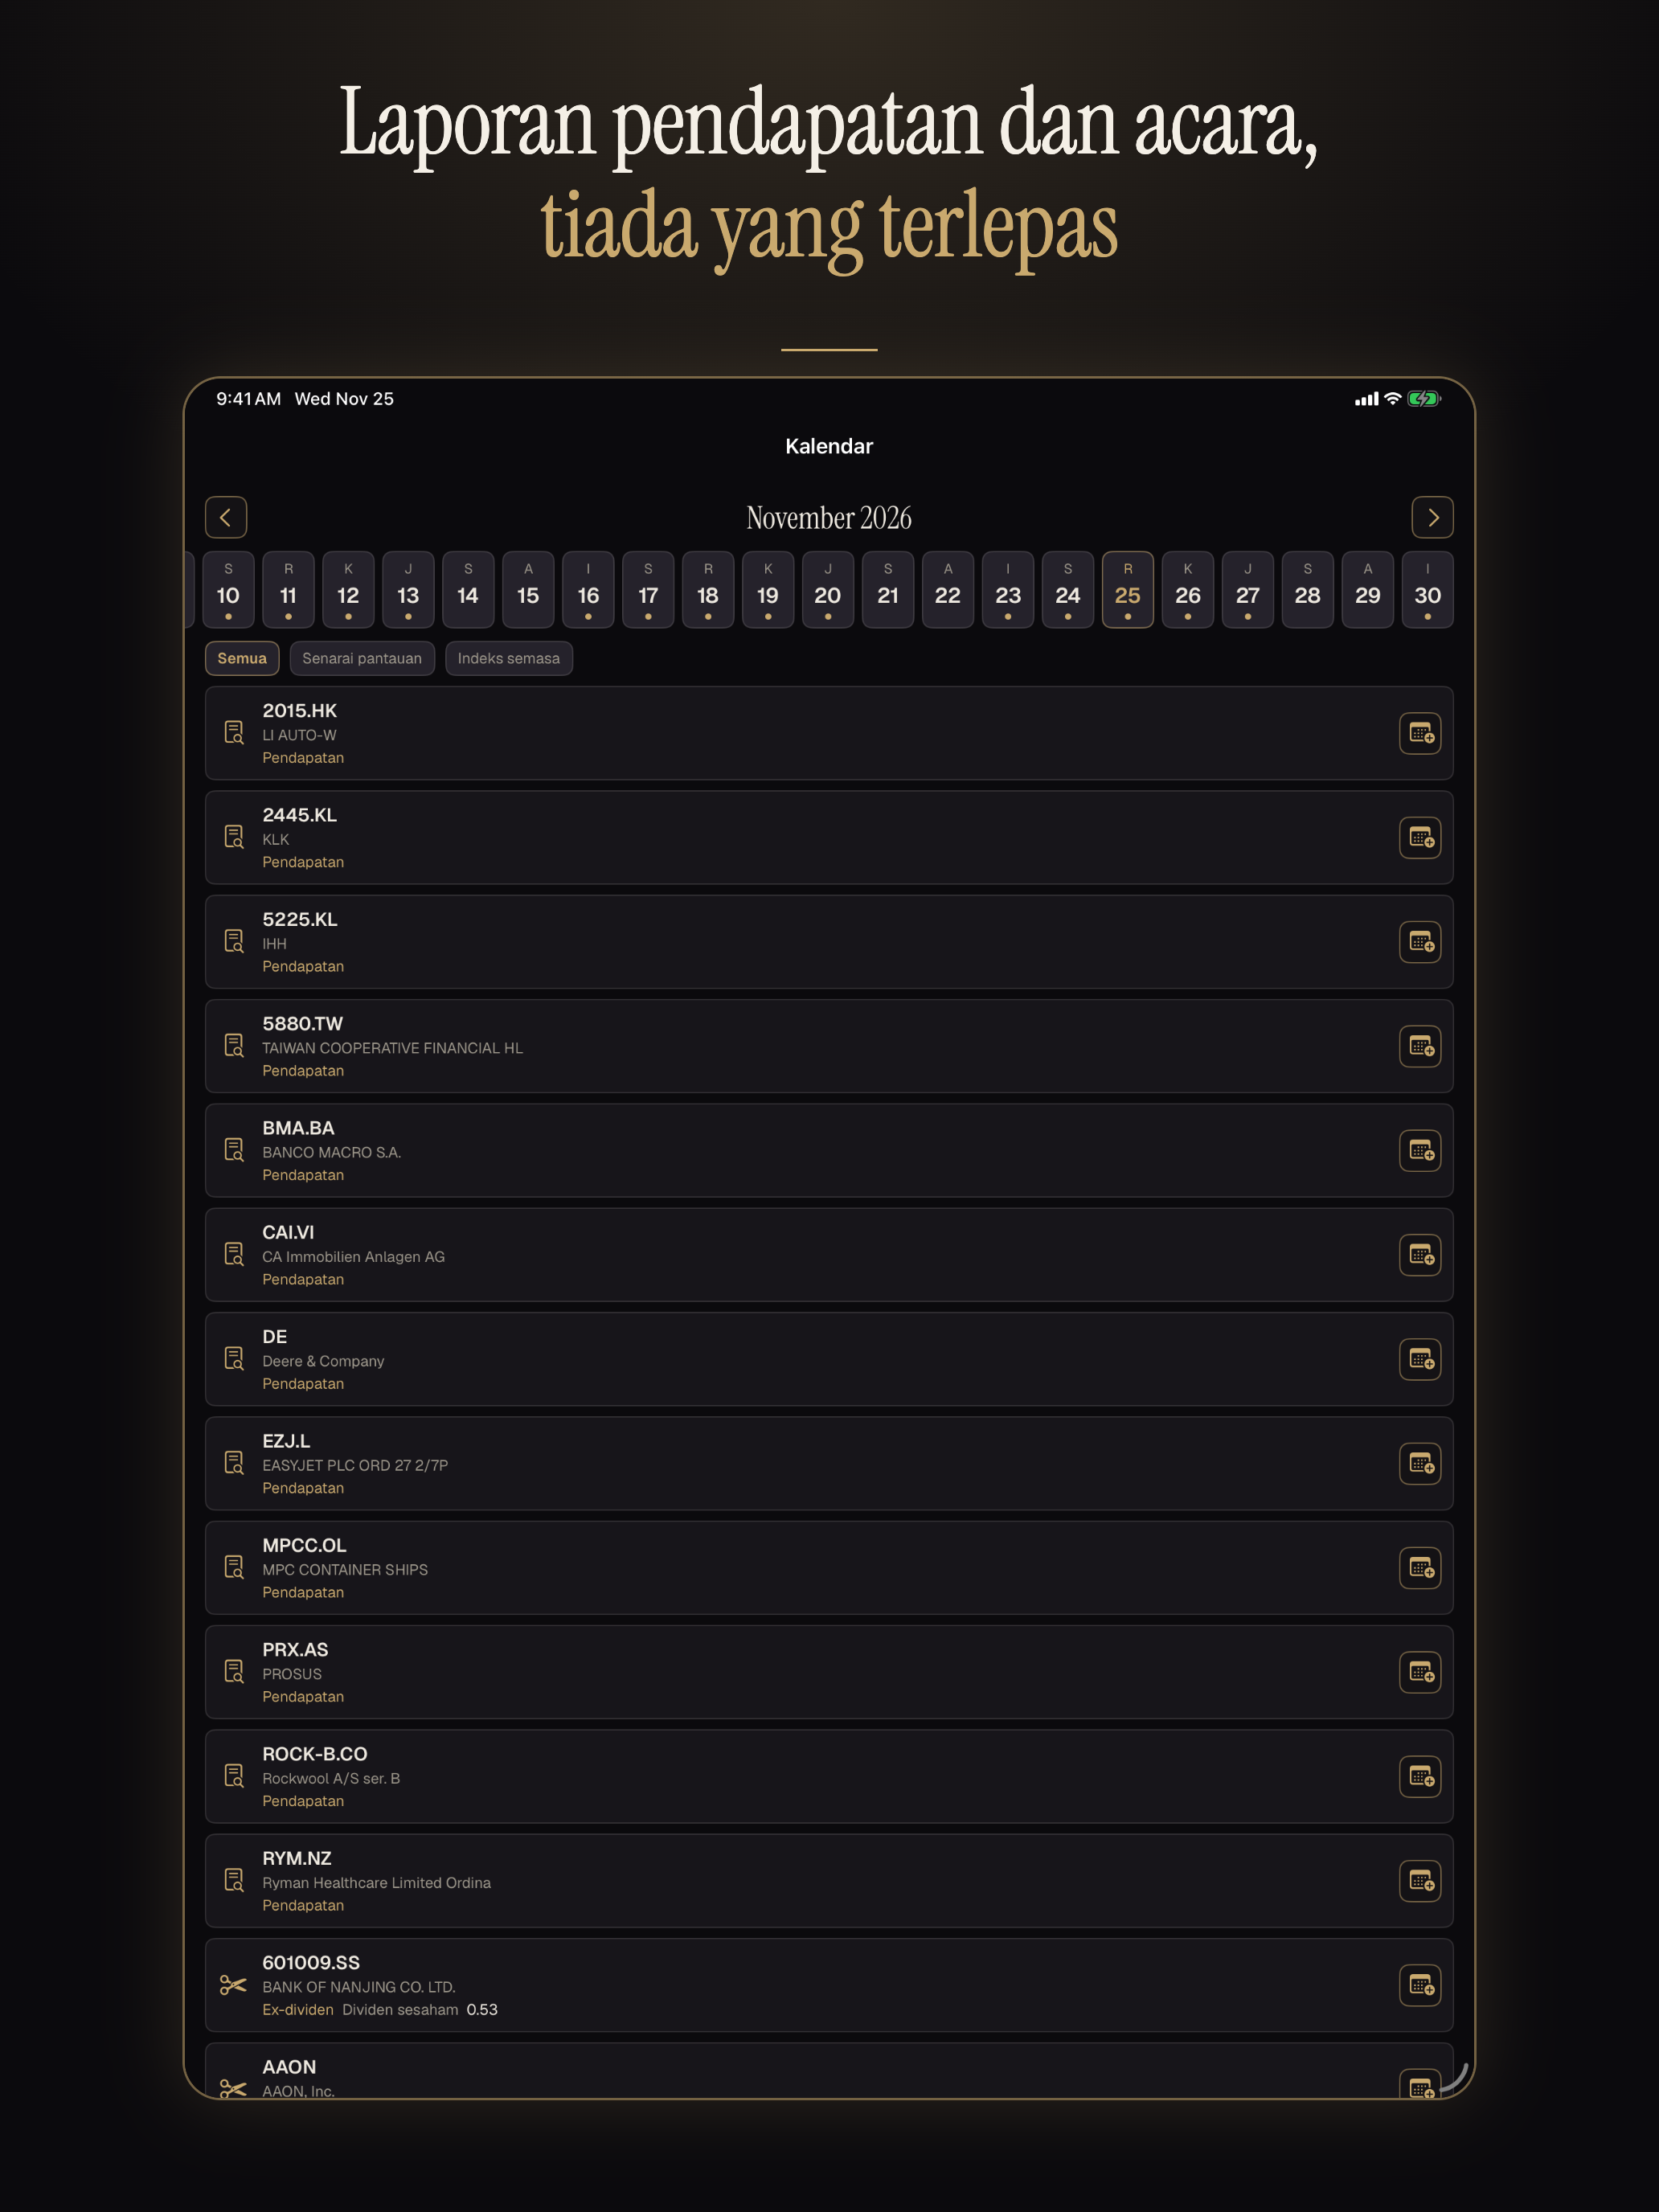 Laporan pendapatan dan acara,
tiada yang terlepas
9:41 AM Wed Nov 25
Kalendar
November 2026
S R K J S A I S R K J S A I S R K J S A I
10 11 12 13 14 15 16 17 18 19 20 21 22 23 24 25 26 27 28 29 30
Semua Senarai pantauan Indeks semasa
2015.HK
LI AUTO-W
Pendapatan
2445.KL
KLK
Pendapatan
5225.KL
IHH
Pendapatan
5880.TW
TAIWAN COOPERATIVE FINANCIAL HL
Pendapatan
BMA.BA
BANCO MACRO S.A.
Pendapatan
CAI.VI
CA Immobilien Anlagen AG
Pendapatan
DE
Deere & Company
Pendapatan
EZJ.L
EASYJET PLC ORD 27 2/7P
Pendapatan
MPCC.OL
MPC CONTAINER SHIPS
Pendapatan
PRX.AS
PROSUS
Pendapatan
ROCK-B.CO
Rockwool A/S ser. B
Pendapatan
RYM.NZ
Ryman Healthcare Limited Ordina
Pendapatan
601009.SS
BANK OF NANJING CO. LTD.
Ex-dividen Dividen sesaham 0.53
AAON
AAON, Inc.